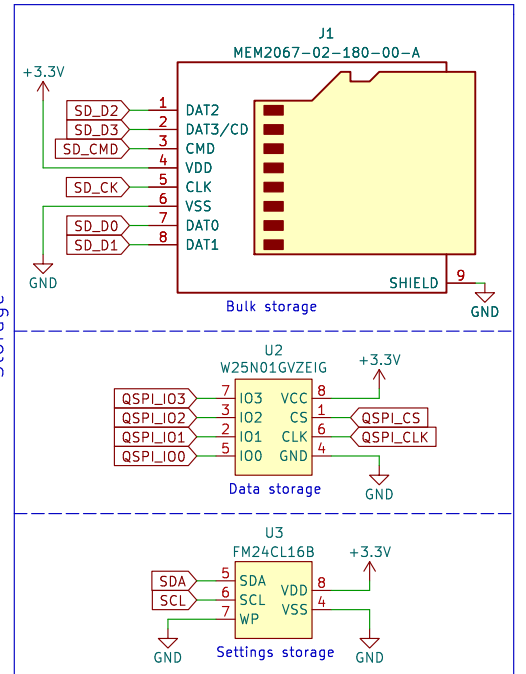 J1
MEM2067-02-180-00-A
+3.3V
SD_D2 1 DAT2
SD_D3 2 DAT3/CD
SD_CMD 3 CMD
4 VDD
SD_CK 5 CLK
6 VSS
SD_D0 7 DAT0
SD_D1 8 DAT1
GND
SHIELD 9
GND
Bulk storage
Storage
U2
W25N01GVZEIG
+3.3V
QSPI_IO3 7 IO3 VCC 8
QSPI_IO2 3 IO2 CS 1 QSPI_CS
QSPI_IO1 2 IO1 CLK 6 QSPI_CLK
QSPI_IO0 5 IO0 GND 4
GND
Data storage
U3
FM24CL16B
+3.3V
SDA 5 SDA VDD 8
SCL 6 SCL VSS 4
7 WP
GND
GND
Settings storage